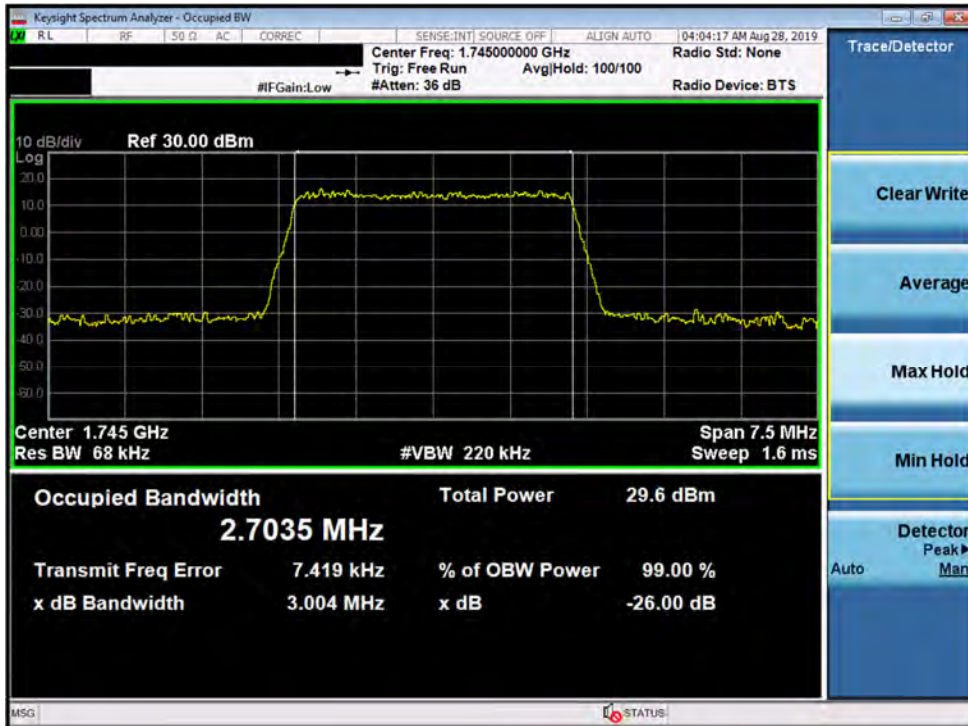 Keysight Spectrum Analyzer - Occupied BW
LXI RL RF 50 Ω AC CORREC SENSE:INT SOURCE OFF ALIGN AUTO 04:04:17 AM Aug 28, 2019
Center Freq: 1.745000000 GHz Radio Std: None
Trig: Free Run Avg|Hold: 100/100
#IFGain:Low #Atten: 36 dB Radio Device: BTS
Trace/Detector
10 dB/div Ref 30.00 dBm
Log
20.0
10.0
0.00
-10.0
-20.0
-30.0
-40.0
-50.0
-60.0
Center 1.745 GHz Span 7.5 MHz
Res BW 68 kHz #VBW 220 kHz Sweep 1.6 ms
Occupied Bandwidth Total Power 29.6 dBm
2.7035 MHz
Transmit Freq Error 7.419 kHz % of OBW Power 99.00 %
x dB Bandwidth 3.004 MHz x dB -26.00 dB
Clear Write
Average
Max Hold
Min Hold
Detector
Peak▶
Auto Man
MSG STATUS